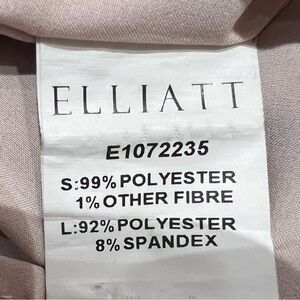 ELLIATT
E1072235
S:99% POLYESTER
1% OTHER FIBRE
L:92% POLYESTER
8% SPANDEX